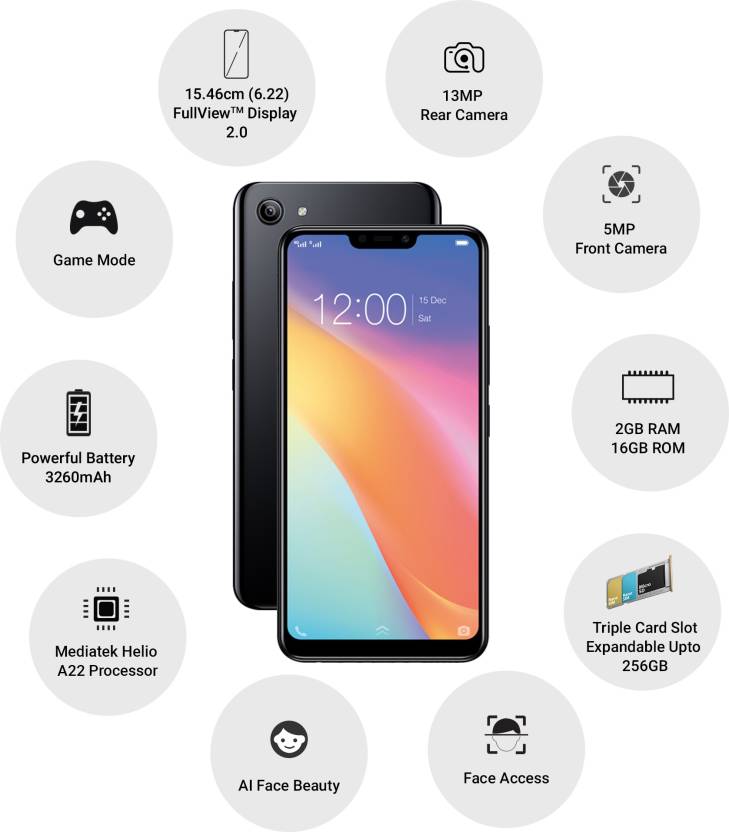 15.46cm (6.22)
FullView™ Display
2.0
13MP
Rear Camera
Game Mode
5MP
Front Camera
12:00
15 Dec
Sat
Powerful Battery
3260mAh
2GB RAM
16GB ROM
Mediatek Helio
A22 Processor
Triple Card Slot
Expandable Upto
256GB
AI Face Beauty
Face Access